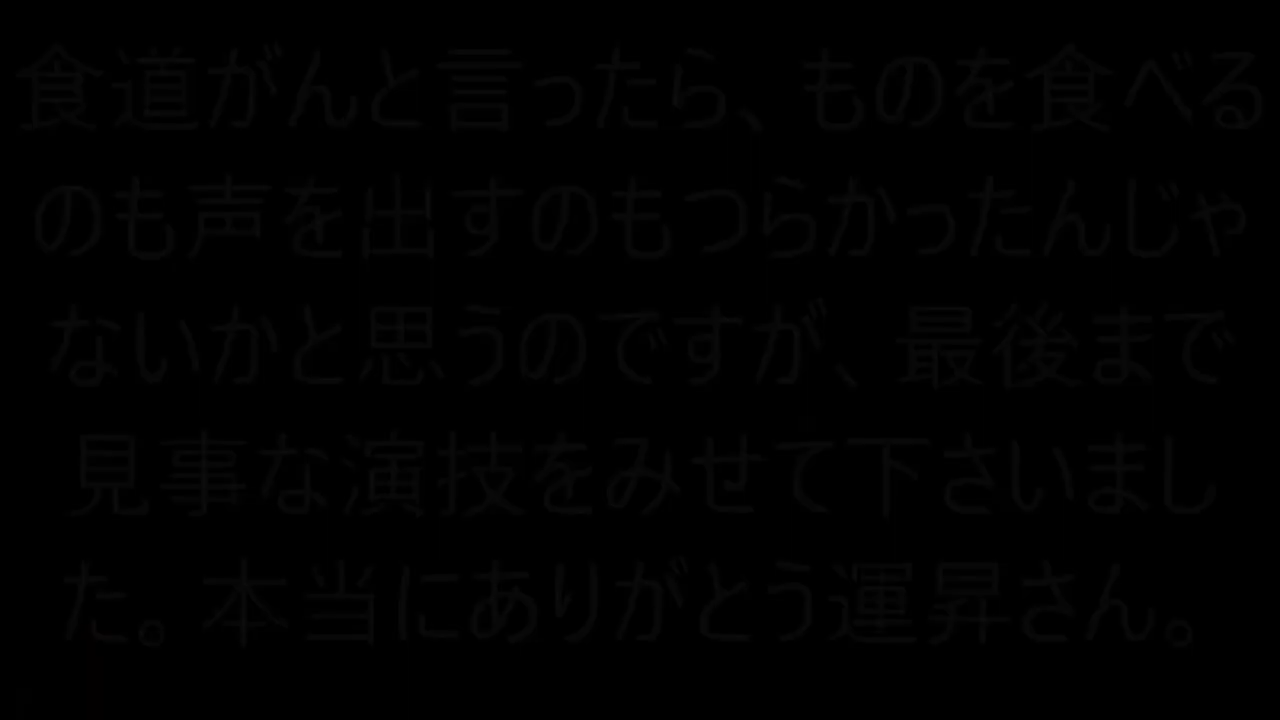 食道がんと言ったら、ものを食べる
のも声を出すのもつらかったんじゃ
ないかと思うのですが、最後まで
見事な演技をみせて下さいまし
た。本当にありがとう運昇さん。